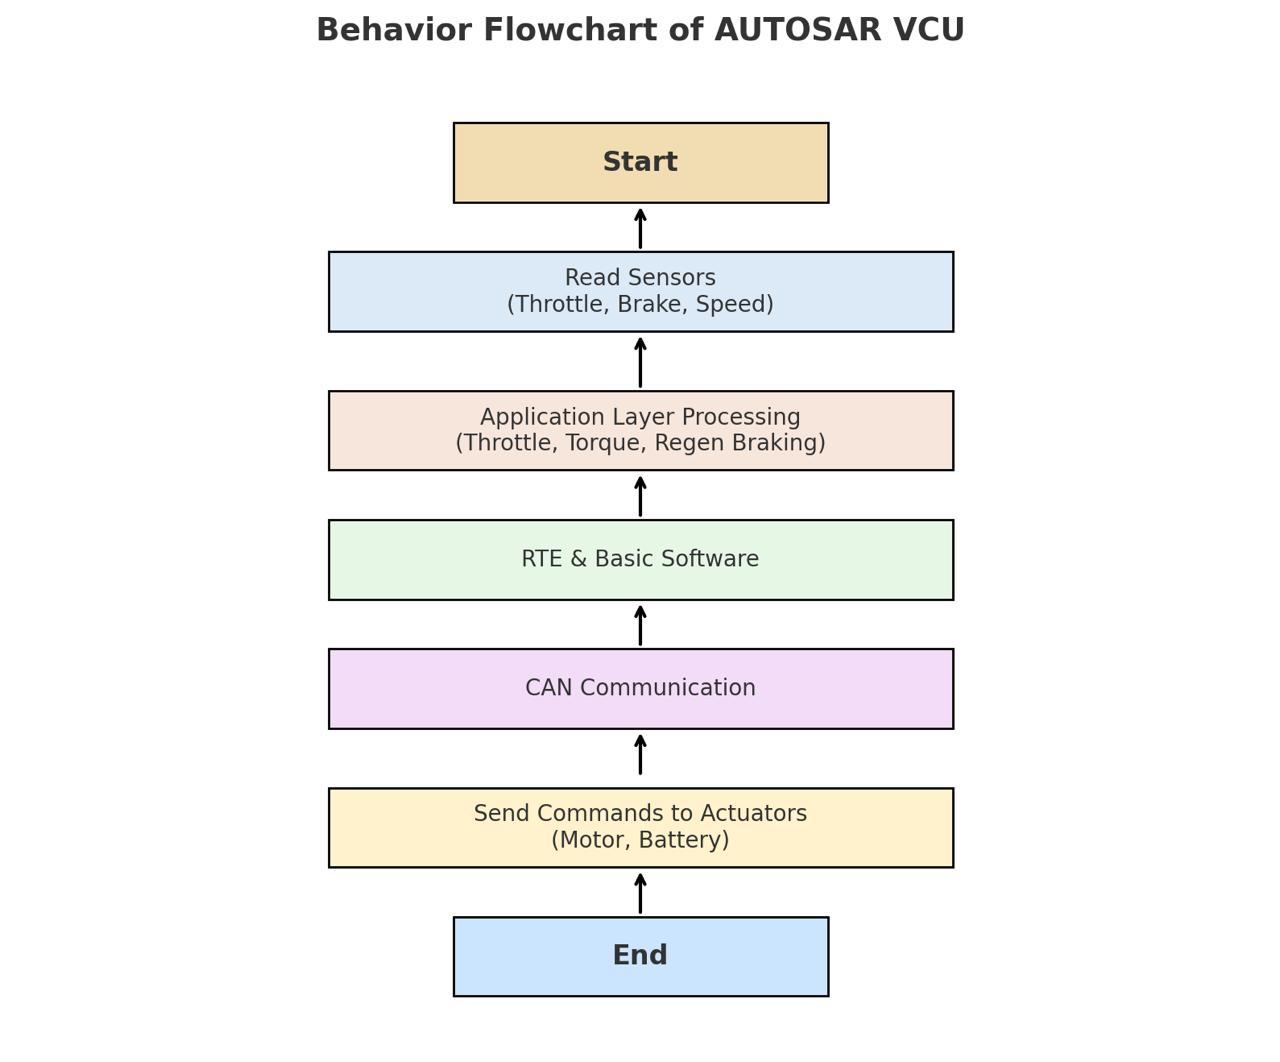 Behavior Flowchart of AUTOSAR VCU
Start
Read Sensors
(Throttle, Brake, Speed)
Application Layer Processing
(Throttle, Torque, Regen Braking)
RTE & Basic Software
CAN Communication
Send Commands to Actuators
(Motor, Battery)
End